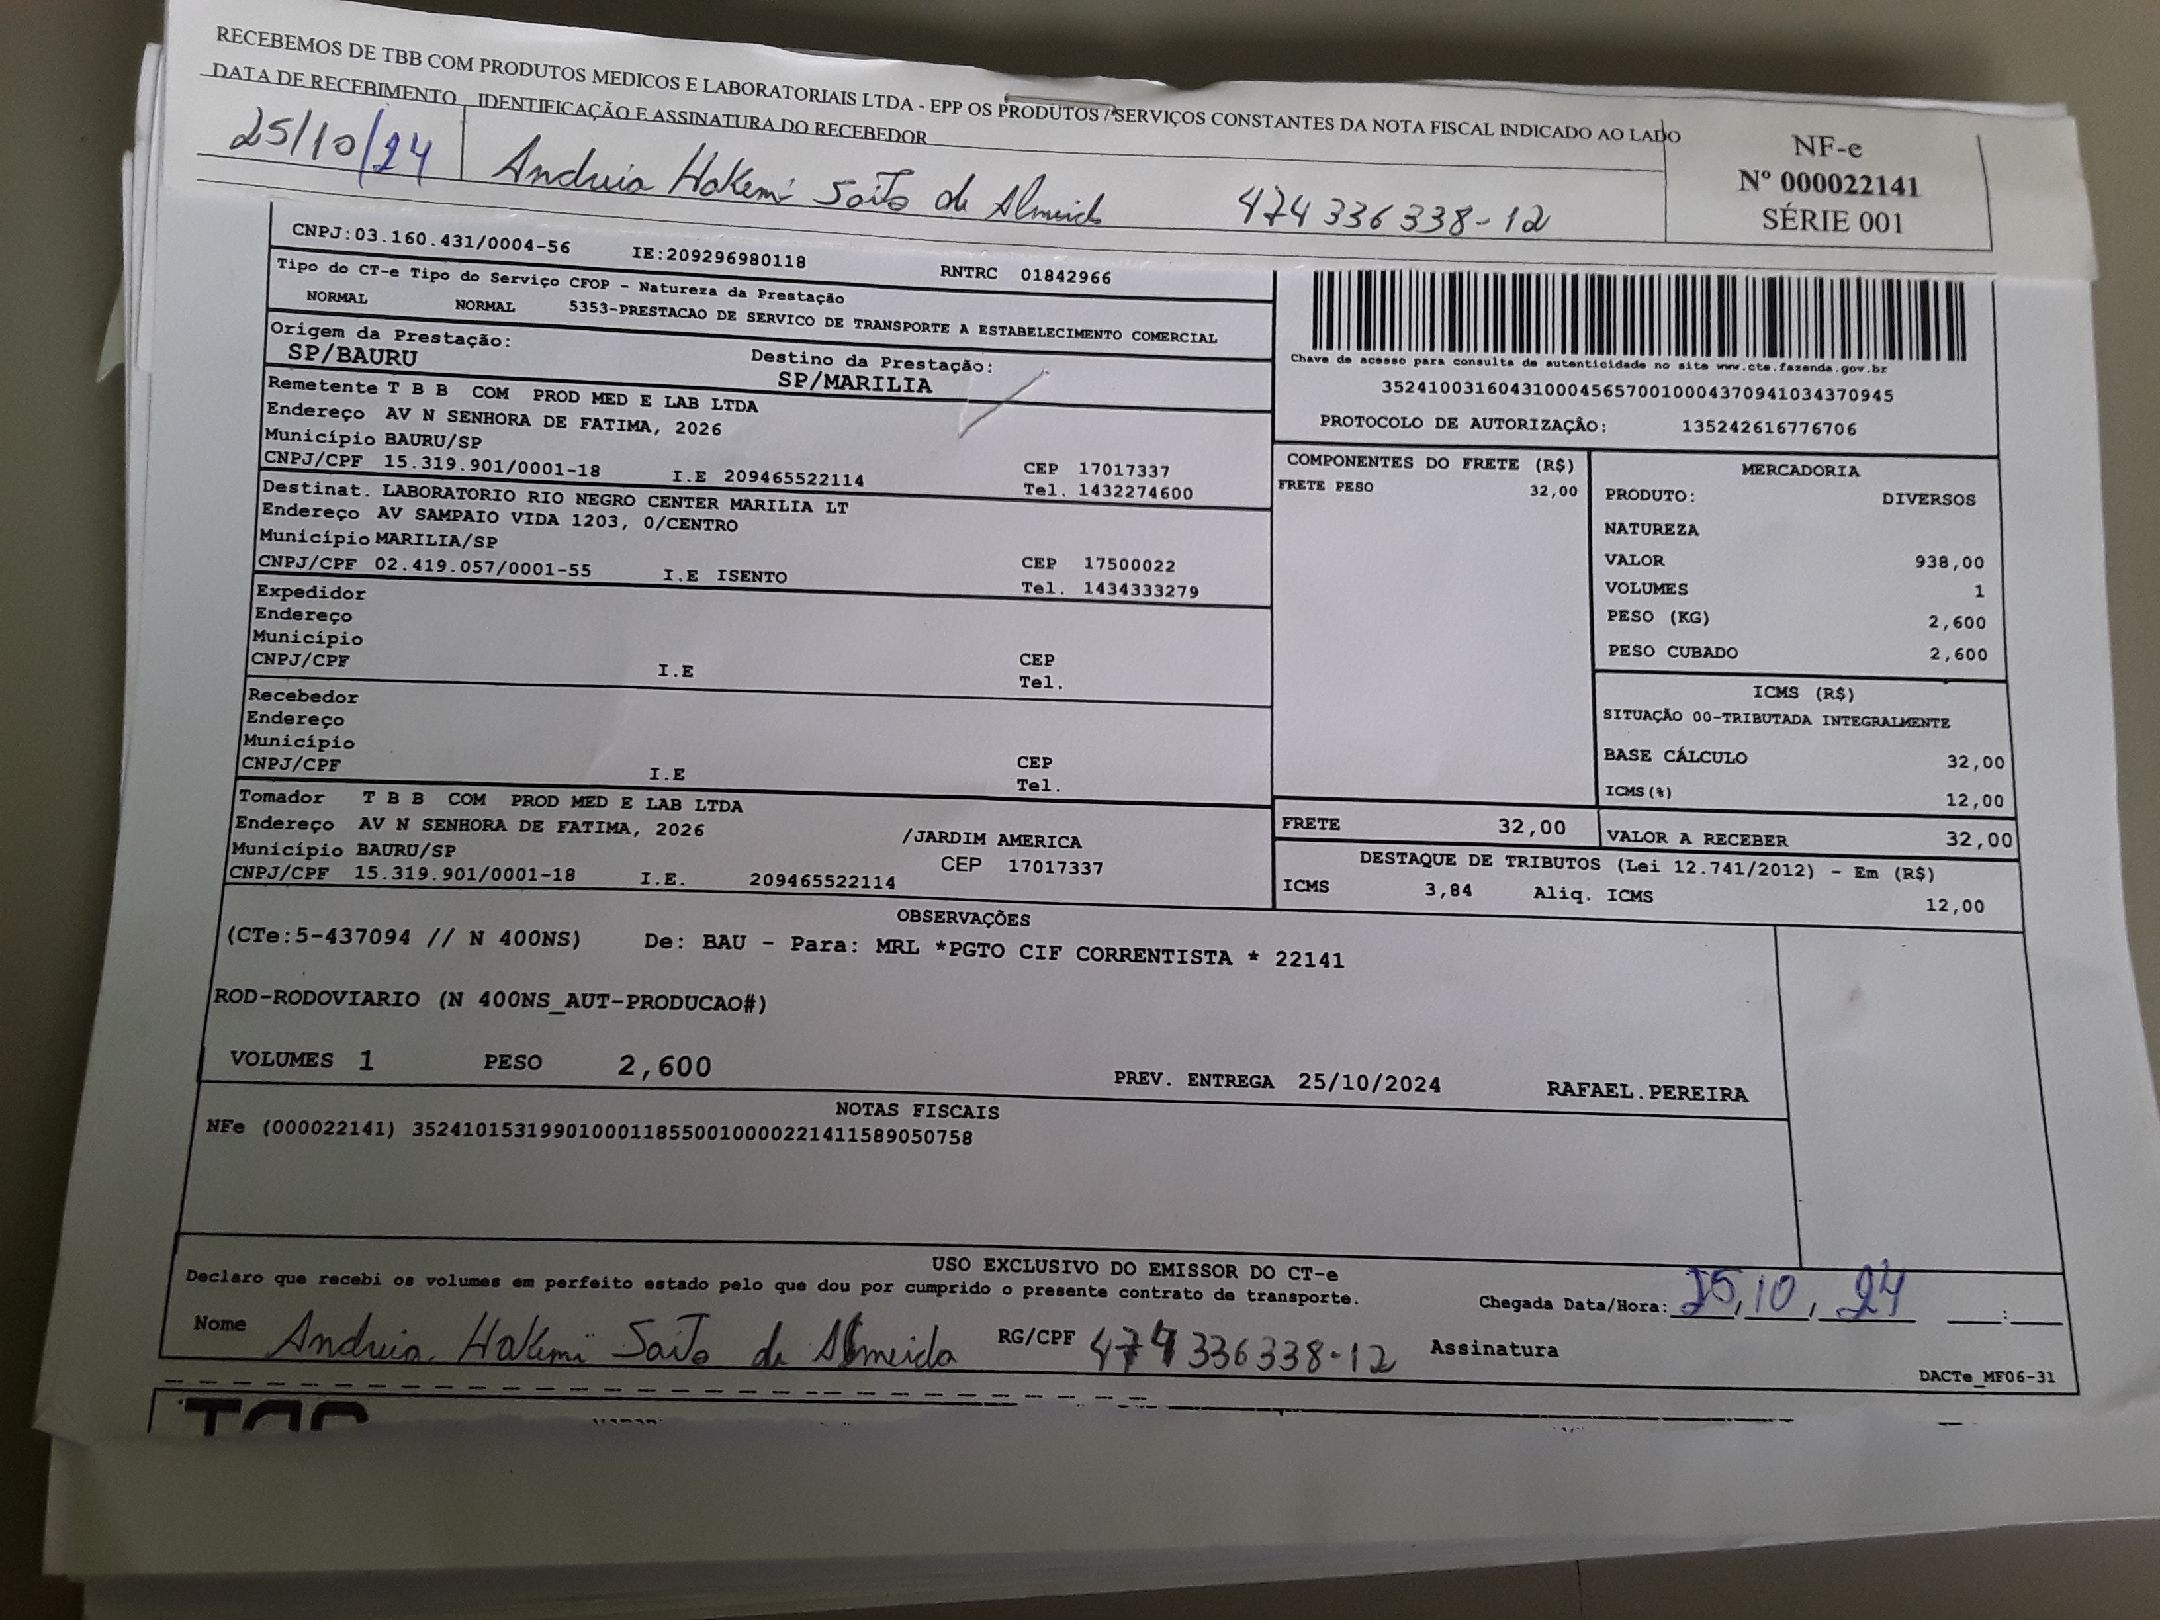 RECEBEMOS DE TBB COM PRODUTOS MEDICOS E LABORATORIAIS LTDA - EPP OS PRODUTOS / SERVIÇOS CONSTANTES DA NOTA FISCAL INDICADO AO LADO
DATA DE RECEBIMENTO IDENTIFICAÇÃO E ASSINATURA DO RECEBEDOR
25/10/24 Andreia Hakemi Saito de Almeida 474 336 338-12
NF-e
Nº 000022141
SÉRIE 001
CNPJ:03.160.431/0004-56 IE:209296980118 RNTRC 01842966
Tipo do CT-e Tipo do Serviço CFOP - Natureza da Prestação
NORMAL NORMAL 5353-PRESTACAO DE SERVICO DE TRANSPORTE A ESTABELECIMENTO COMERCIAL
Origem da Prestação: Destino da Prestação:
SP/BAURU SP/MARILIA
Remetente T B B COM PROD MED E LAB LTDA
Endereço AV N SENHORA DE FATIMA, 2026
Município BAURU/SP CEP 17017337
CNPJ/CPF 15.319.901/0001-18 I.E 209465522114 Tel. 1432274600
Destinat. LABORATORIO RIO NEGRO CENTER MARILIA LT
Endereço AV SAMPAIO VIDA 1203, 0/CENTRO
Município MARILIA/SP CEP 17500022
CNPJ/CPF 02.419.057/0001-55 I.E ISENTO Tel. 1434333279
Expedidor
Endereço
Município CEP
CNPJ/CPF I.E Tel.
Recebedor
Endereço
Município CEP
CNPJ/CPF I.E Tel.
Tomador T B B COM PROD MED E LAB LTDA
Endereço AV N SENHORA DE FATIMA, 2026 /JARDIM AMERICA
Município BAURU/SP CEP 17017337
CNPJ/CPF 15.319.901/0001-18 I.E. 209465522114
Chave de acesso para consulta de autenticidade no site www.cte.fazenda.gov.br
35241003160431000456570010004370941034370945
PROTOCOLO DE AUTORIZAÇÂO: 135242616776706
COMPONENTES DO FRETE (R$)
FRETE PESO 32,00
MERCADORIA
PRODUTO: DIVERSOS
NATUREZA
VALOR 938,00
VOLUMES 1
PESO (KG) 2,600
PESO CUBADO 2,600
ICMS (R$)
SITUAÇÃO 00-TRIBUTADA INTEGRALMENTE
BASE CÁLCULO 32,00
ICMS(%) 12,00
FRETE 32,00 VALOR A RECEBER 32,00
DESTAQUE DE TRIBUTOS (Lei 12.741/2012) - Em (R$)
ICMS 3,84 Aliq. ICMS 12,00
OBSERVAÇÕES
(CTe:5-437094 // N 400NS) De: BAU - Para: MRL *PGTO CIF CORRENTISTA * 22141
ROD-RODOVIARIO (N 400NS_AUT-PRODUCAO#)
VOLUMES 1 PESO 2,600 PREV. ENTREGA 25/10/2024 RAFAEL.PEREIRA
NOTAS FISCAIS
NFe (000022141) 35241015319901000118550010000221411589050758
USO EXCLUSIVO DO EMISSOR DO CT-e
Declaro que recebi os volumes em perfeito estado pelo que dou por cumprido o presente contrato de transporte.
Chegada Data/Hora: 25, 10, 24 :
Nome Andreia Hakemi Saito de Almeida RG/CPF 474 336338-12 Assinatura
DACTe_MF06-31